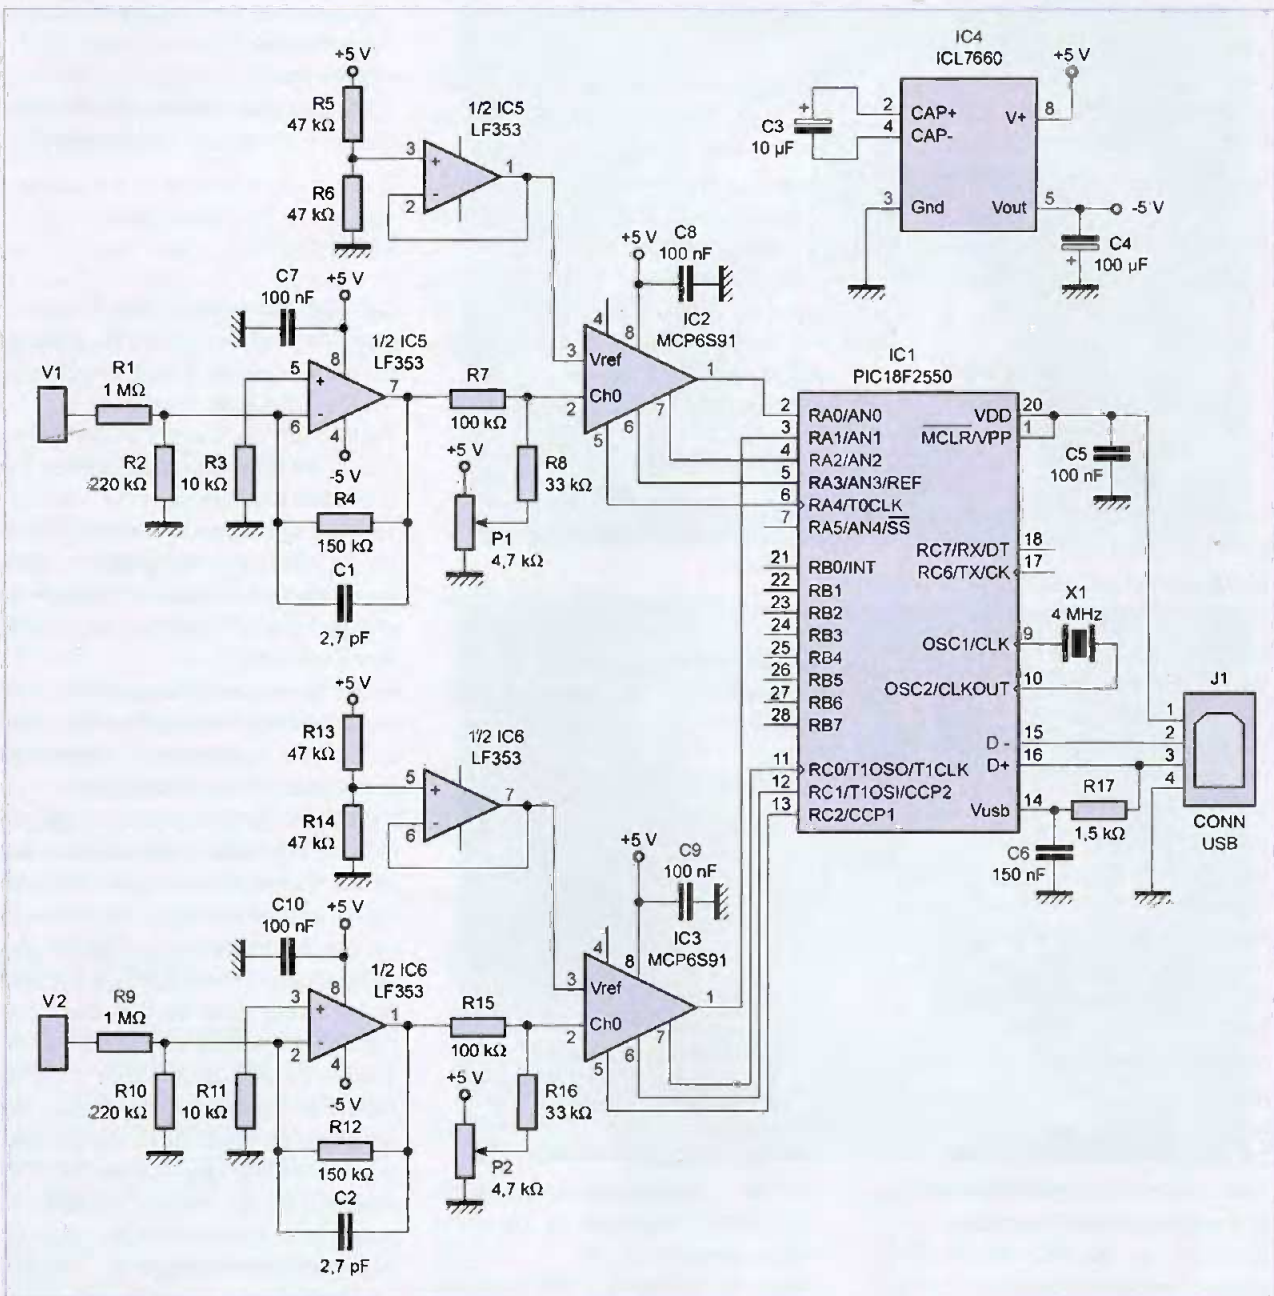 +5 V
R5
47 kΩ
R6
47 kΩ
1/2 IC5
LF353
3
+
-
2
1
IC4
ICL7660
+5 V
C3
10 µF
+
2
CAP+
4
CAP-
V+
8
3
Gnd
Vout
5
-5 V
C4
100 µF
+
C7
100 nF
+5 V
1/2 IC5
LF353
V1
R1
1 MΩ
R2
220 kΩ
R3
10 kΩ
5
+
6
-
8
7
4
-5 V
R4
150 kΩ
C1
2,7 pF
R7
100 kΩ
+5 V
P1
4,7 kΩ
R8
33 kΩ
+5 V
C8
100 nF
IC2
MCP6S91
4
8
3
Vref
Ch0
2
1
7
6
5
IC1
PIC18F2550
2
RA0/AN0
3
RA1/AN1
4
RA2/AN2
5
RA3/AN3/REF
6
RA4/T0CLK
7
RA5/AN4/SS
21
RB0/INT
22
RB1
23
RB2
24
RB3
25
RB4
26
RB5
27
RB6
28
RB7
11
RC0/T1OSO/T1CLK
12
RC1/T1OSI/CCP2
13
RC2/CCP1
VDD
20
MCLR/VPP
1
RC7/RX/DT
18
RC6/TX/CK
17
OSC1/CLK
9
OSC2/CLKOUT
10
D -
15
D+
16
Vusb
14
C5
100 nF
X1
4 MHz
J1
1
2
3
4
CONN
USB
R17
1,5 kΩ
C6
150 nF
+5 V
R13
47 kΩ
R14
47 kΩ
1/2 IC6
LF353
5
+
-
6
7
C10
100 nF
+5 V
1/2 IC6
LF353
V2
R9
1 MΩ
R10
220 kΩ
R11
10 kΩ
3
+
2
-
8
1
4
-5 V
R12
150 kΩ
C2
2,7 pF
R15
100 kΩ
+5 V
P2
4,7 kΩ
R16
33 kΩ
+5 V
C9
100 nF
IC3
MCP6S91
4
8
3
Vref
Ch0
2
1
7
6
5